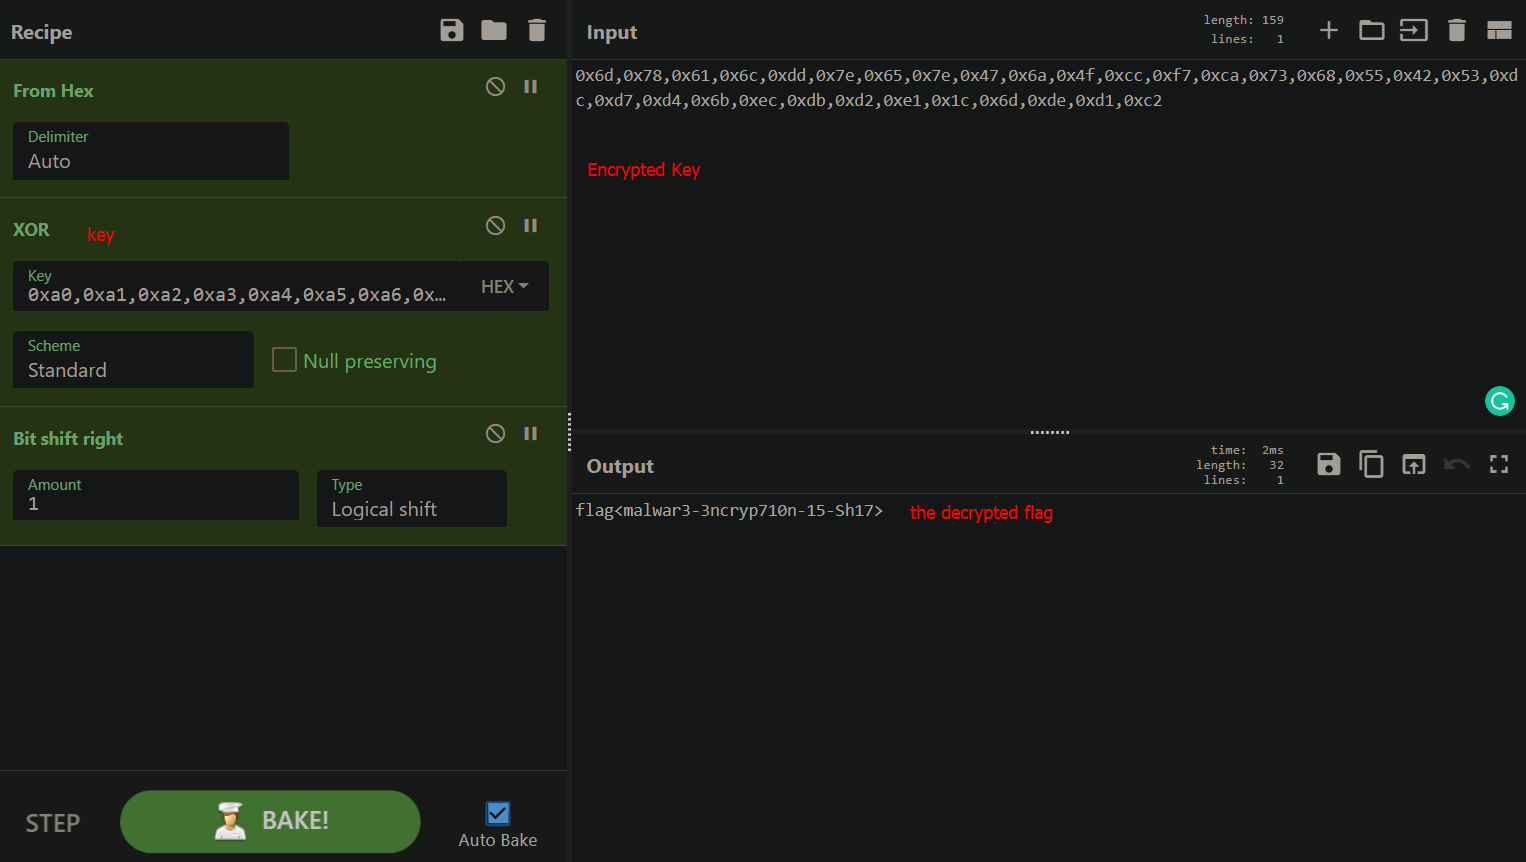 Recipe
From Hex
Delimiter
Auto
XOR key
Key
0xa0,0xa1,0xa2,0xa3,0xa4,0xa5,0xa6,0x…
HEX
Scheme
Standard
Null preserving
Bit shift right
Amount
1
Type
Logical shift
STEP
BAKE!
Auto Bake
Input
length: 159
lines: 1
0x6d,0x78,0x61,0x6c,0xdd,0x7e,0x65,0x7e,0x47,0x6a,0x4f,0xcc,0xf7,0xca,0x73,0x68,0x55,0x42,0x53,0xd
c,0xd7,0xd4,0x6b,0xec,0xdb,0xd2,0xe1,0x1c,0x6d,0xde,0xd1,0xc2
Encrypted Key
Output
time: 2ms
length: 32
lines: 1
flag<malwar3-3ncryp710n-15-Sh17> the decrypted flag